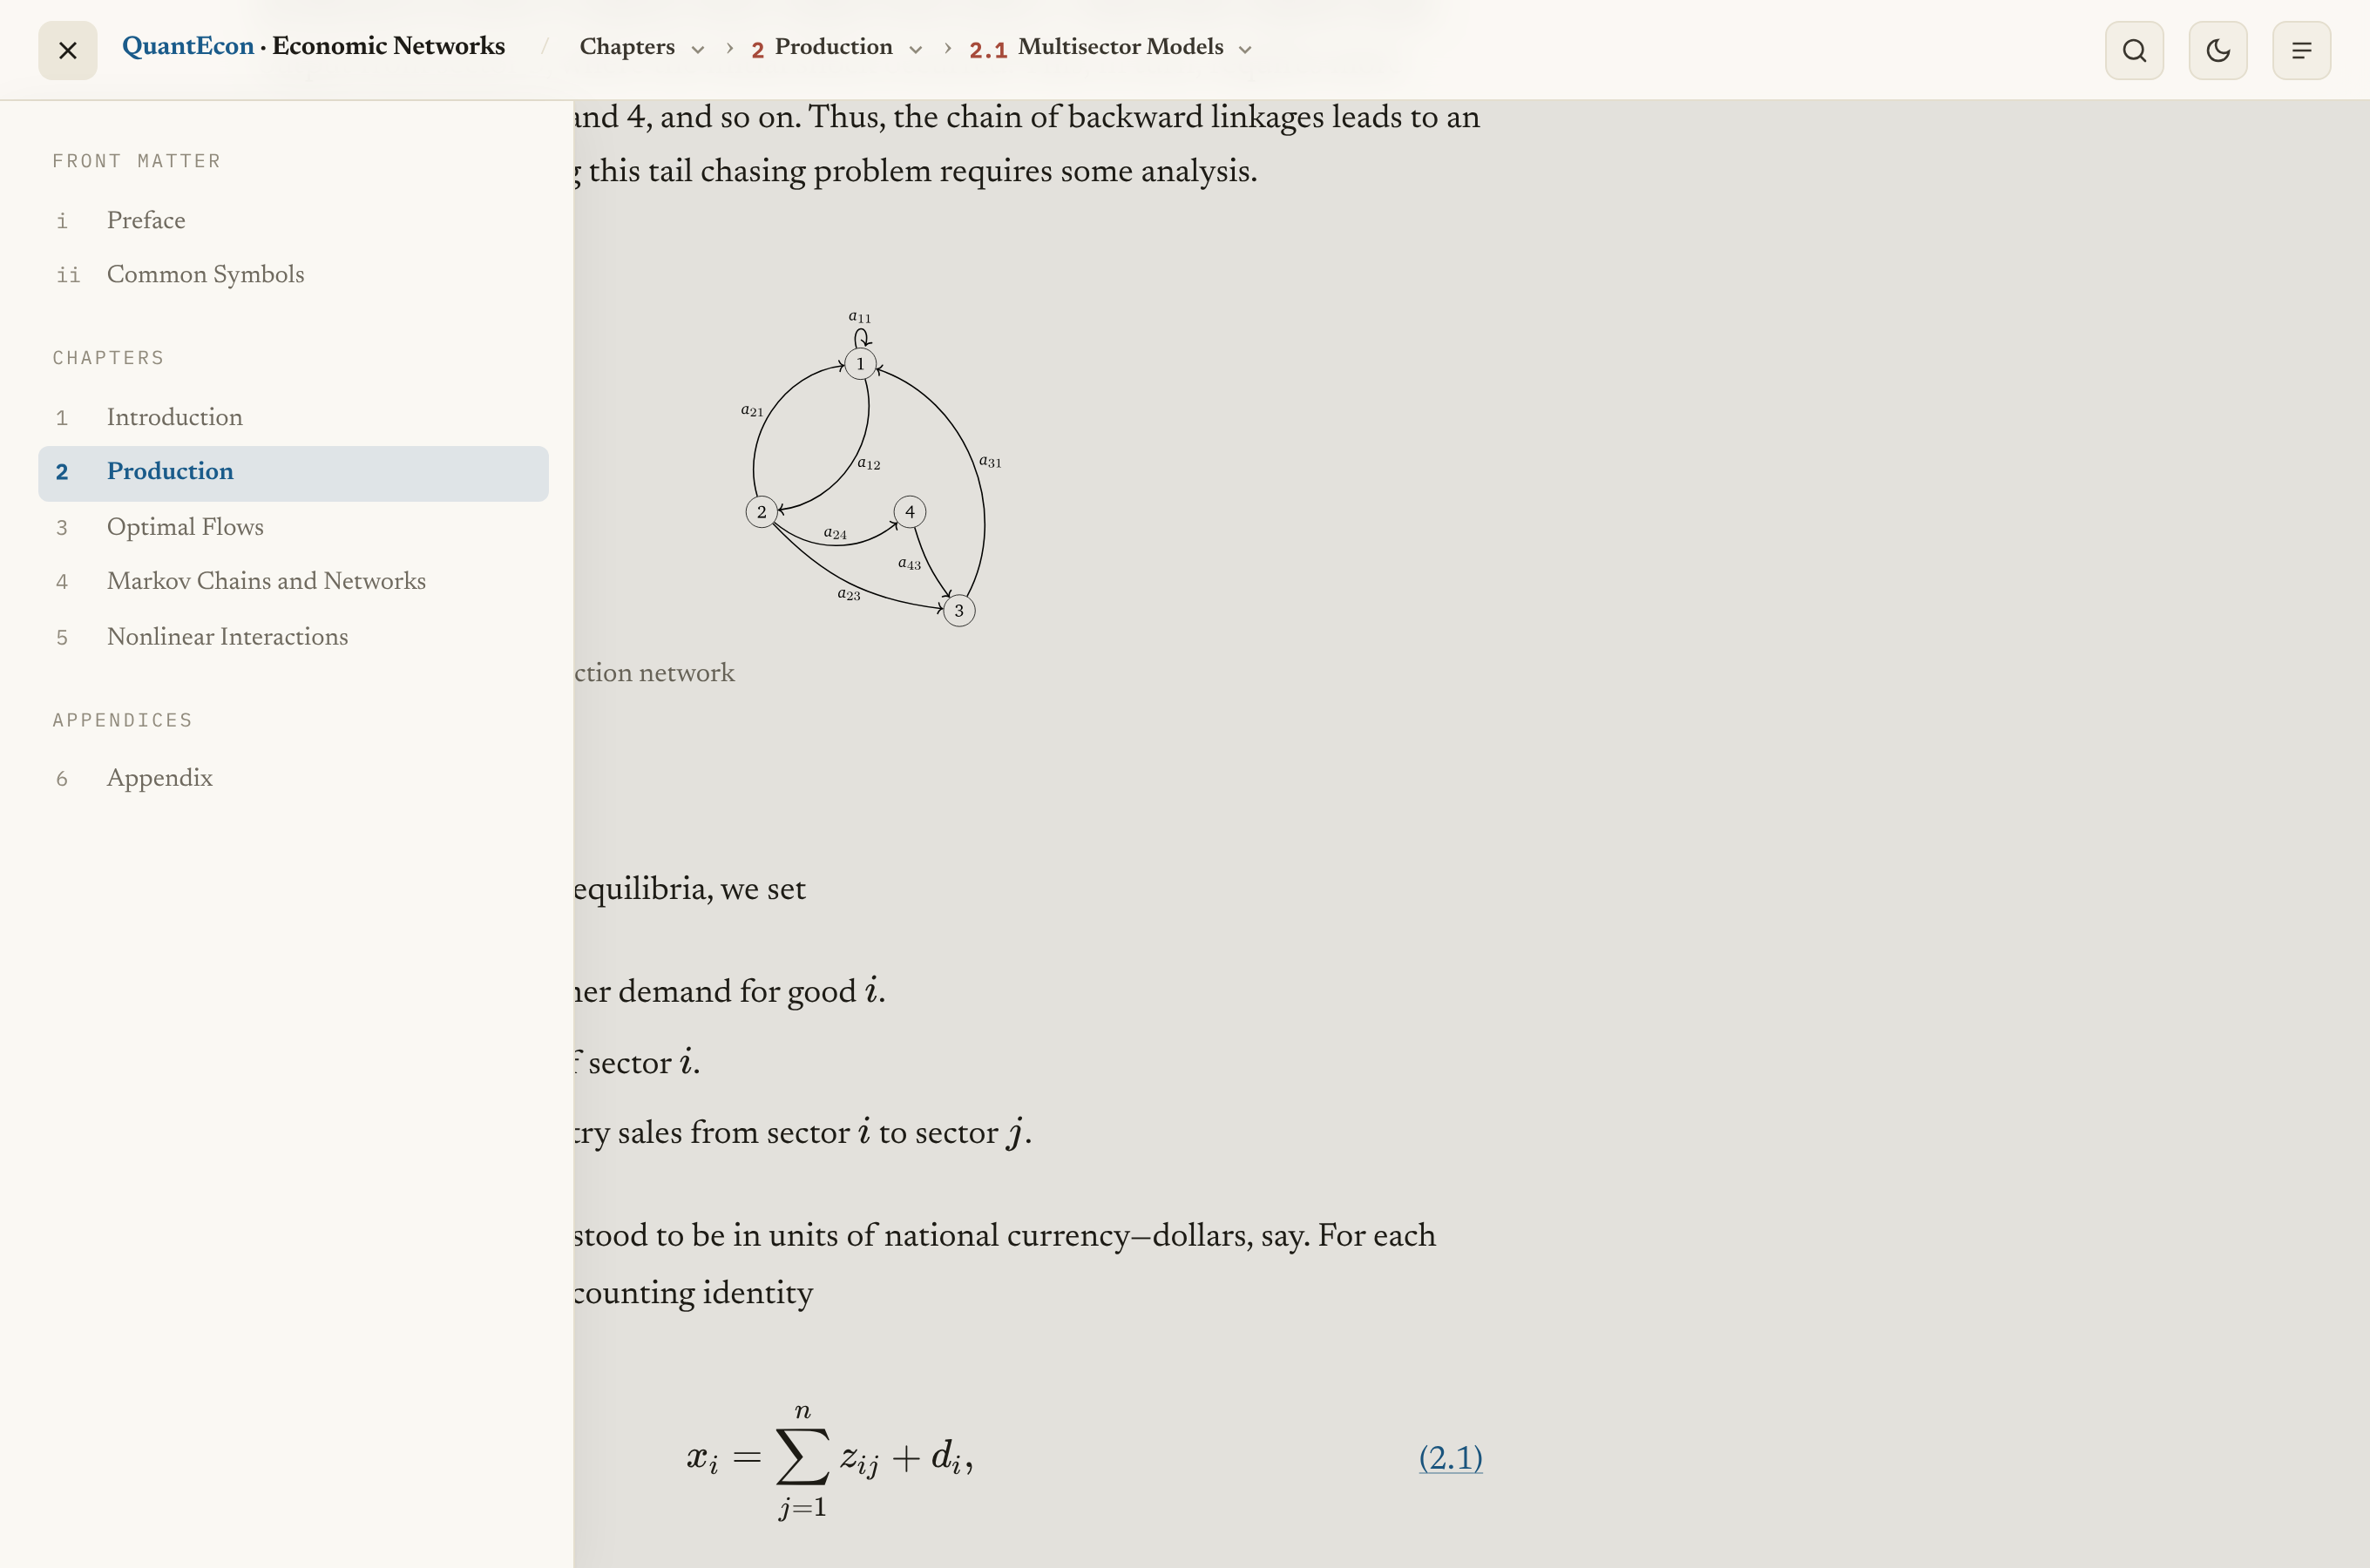 QuantEcon · Economic Networks / Chapters › 2 Production › 2.1 Multisector Models
FRONT MATTER
i Preface
ii Common Symbols
CHAPTERS
1 Introduction
2 Production
3 Optimal Flows
4 Markov Chains and Networks
5 Nonlinear Interactions
APPENDICES
6 Appendix
and 4, and so on. Thus, the chain of backward linkages leads to an
this tail chasing problem requires some analysis.
a11
1
a21
a12
a31
2
4
a24
a43
a23
3
ction network
equilibria, we set
her demand for good i.
f sector i.
try sales from sector i to sector j.
stood to be in units of national currency—dollars, say. For each
counting identity
x_i = \sum_{j=1}^{n} z_{ij} + d_i, (2.1)